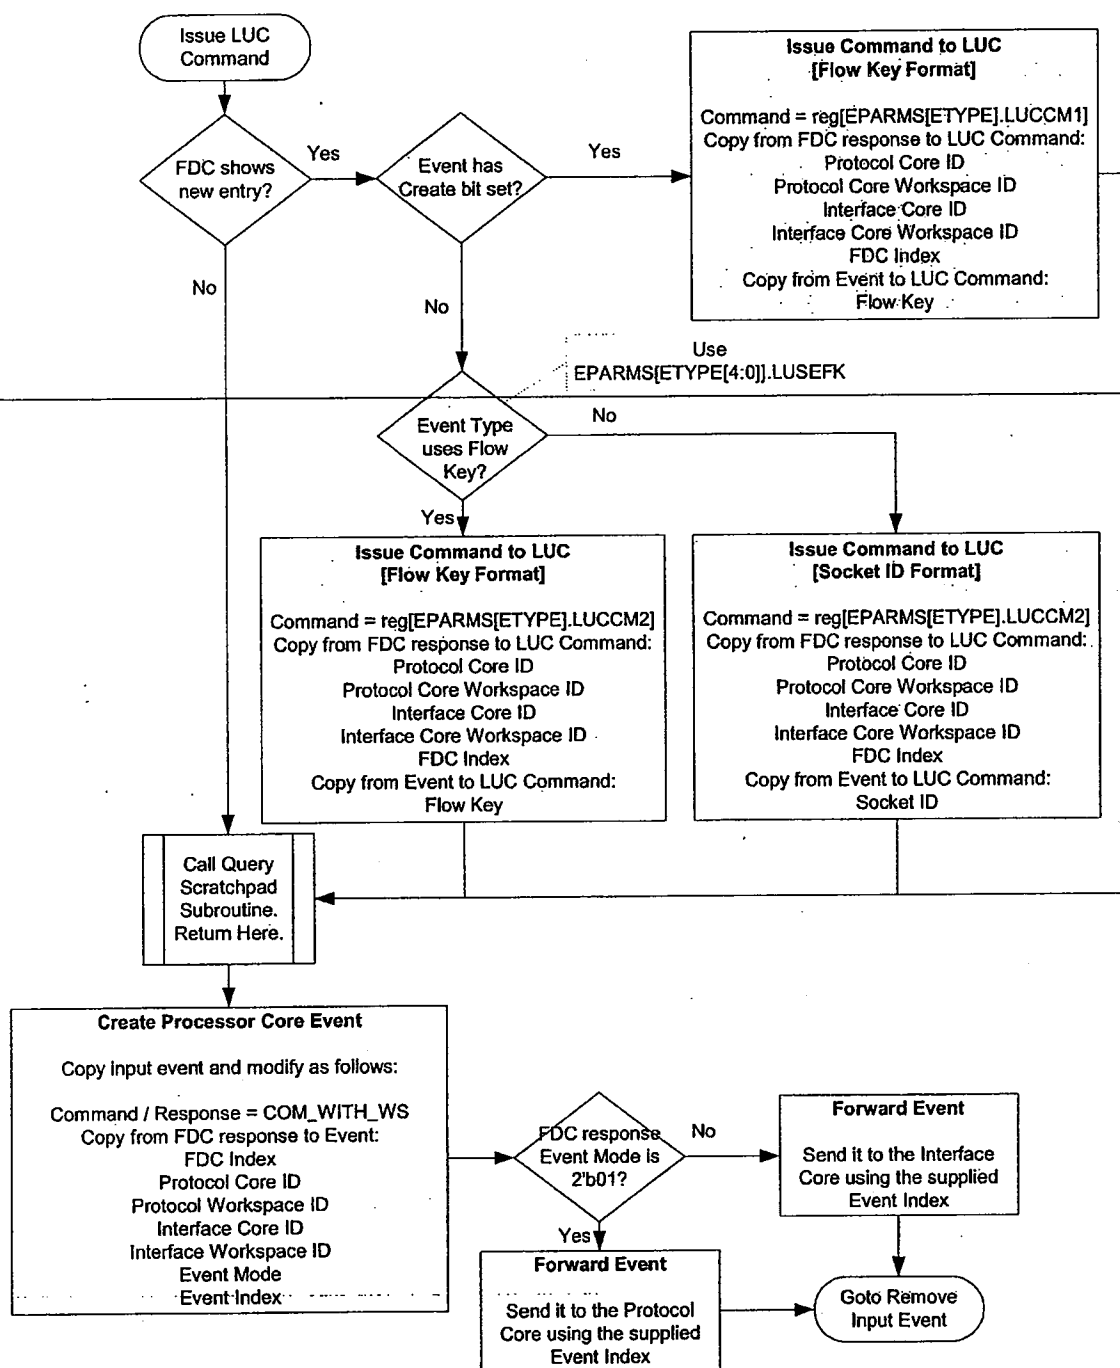 Issue LUC
Command
FDC shows
new entry?
Yes
Event has
Create bit set?
Yes
Issue Command to LUC
[Flow Key Format]
Command = reg[EPARMS[ETYPE].LUCCM1]
Copy from FDC response to LUC Command:
Protocol Core ID
Protocol Core Workspace ID
Interface Core ID
Interface Core Workspace ID
FDC Index
Copy from Event to LUC Command:
Flow Key
No
No
Use
EPARMS[ETYPE[4:0]].LUSEFK
Event Type
uses Flow
Key?
No
Yes
Issue Command to LUC
[Flow Key Format]
Command = reg[EPARMS[ETYPE].LUCCM2]
Copy from FDC response to LUC Command:
Protocol Core ID
Protocol Core Workspace ID
Interface Core ID
Interface Core Workspace ID
FDC Index
Copy from Event to LUC Command:
Flow Key
Issue Command to LUC
[Socket ID Format]
Command = reg[EPARMS[ETYPE].LUCCM2]
Copy from FDC response to LUC Command:
Protocol Core ID
Protocol Core Workspace ID
Interface Core ID
Interface Core Workspace ID
FDC Index
Copy from Event to LUC Command:
Socket ID
Call Query
Scratchpad
Subroutine.
Return Here.
Create Processor Core Event
Copy input event and modify as follows:
Command / Response = COM_WITH_WS
Copy from FDC response to Event:
FDC Index
Protocol Core ID
Protocol Workspace ID
Interface Core ID
Interface Workspace ID
Event Mode
Event Index
FDC response
Event Mode is
2'b01?
No
Yes
Forward Event
Send it to the Interface
Core using the supplied
Event Index
Forward Event
Send it to the Protocol
Core using the supplied
Event Index
Goto Remove
Input Event